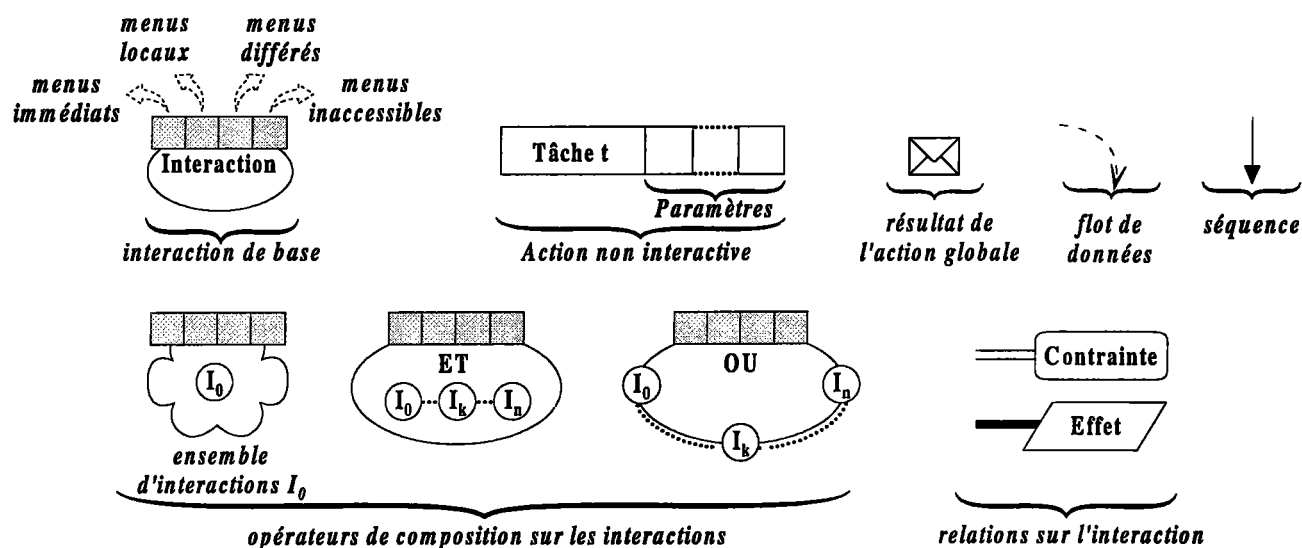 menus
locaux
menus
différés
menus
immédiats
menus
inaccessibles
Interaction
interaction de base
Tâche t
Paramètres
Action non interactive
résultat de
l'action globale
flot de
données
séquence
I0
ensemble
d'interactions I0
ET
I0 Ik In
OU
I0
In
Ik
opérateurs de composition sur les interactions
Contrainte
Effet
relations sur l'interaction